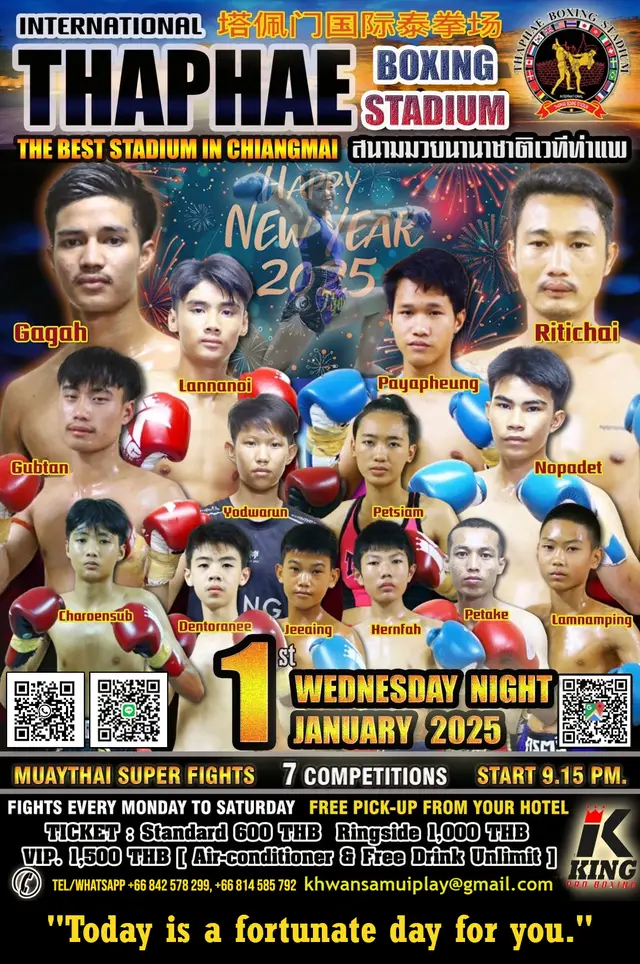 INTERNATIONAL 塔佩门国际泰拳场
THAPHAE BOXING STADIUM
THAPHAE BOXING STADIUM
INTERNATIONAL
THE BEST STADIUM IN CHIANGMAI สนามมวยนานาชาติเวทีท่าแพ
HAPPY
NEW YEAR
2025
Gagah
Ritichai
Lannanoi
Payapheung
Gubtan
Nopadet
Yodwarun
Petsiam
Charoensub
Dentoranee
Jeeaing
Hernfah
Petake
Lamnamping
1st
WEDNESDAY NIGHT
JANUARY 2025
MUAYTHAI SUPER FIGHTS 7 COMPETITIONS START 9.15 PM.
FIGHTS EVERY MONDAY TO SATURDAY FREE PICK-UP FROM YOUR HOTEL
TICKET : Standard 600 THB Ringside 1,000 THB
VIP. 1,500 THB [ Air-conditioner & Free Drink Unlimit ]
K
KING
PRO BOXING
TEL/WHATSAPP +66 842 578 299, +66 814 585 792 khwansamuiplay@gmail.com
"Today is a fortunate day for you."